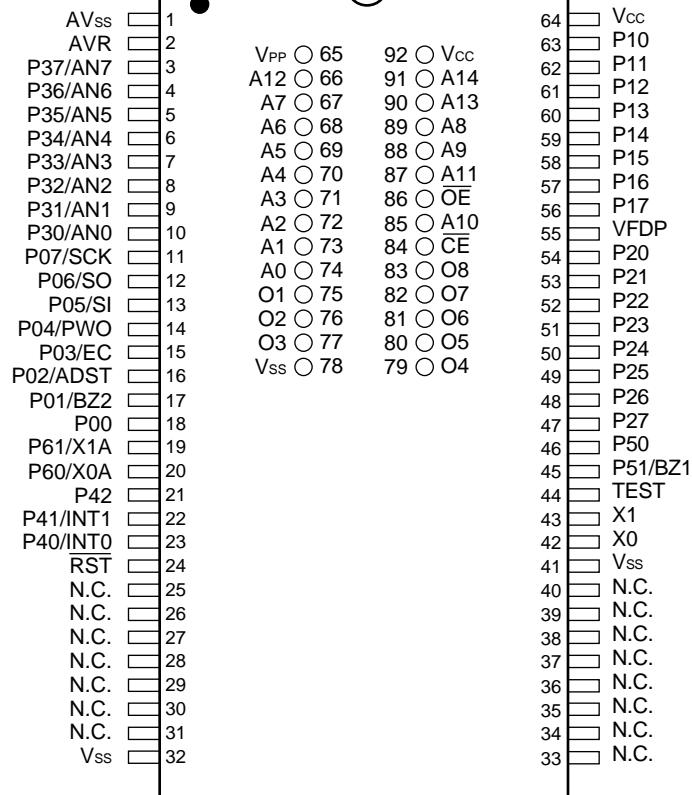 AVss 1
AVR 2
P37/AN7 3
P36/AN6 4
P35/AN5 5
P34/AN4 6
P33/AN3 7
P32/AN2 8
P31/AN1 9
P30/AN0 10
P07/SCK 11
P06/SO 12
P05/SI 13
P04/PWO 14
P03/EC 15
P02/ADST 16
P01/BZ2 17
P00 18
P61/X1A 19
P60/X0A 20
P42 21
P41/INT1 22
P40/INT0 23
RST 24
N.C. 25
N.C. 26
N.C. 27
N.C. 28
N.C. 29
N.C. 30
N.C. 31
Vss 32
VPP 65 92 Vcc
A12 66 91 A14
A7 67 90 A13
A6 68 89 A8
A5 69 88 A9
A4 70 87 A11
A3 71 86 OE
A2 72 85 A10
A1 73 84 CE
A0 74 83 O8
O1 75 82 O7
O2 76 81 O6
O3 77 80 O5
Vss 78 79 O4
64 Vcc
63 P10
62 P11
61 P12
60 P13
59 P14
58 P15
57 P16
56 P17
55 VFDP
54 P20
53 P21
52 P22
51 P23
50 P24
49 P25
48 P26
47 P27
46 P50
45 P51/BZ1
44 TEST
43 X1
42 X0
41 Vss
40 N.C.
39 N.C.
38 N.C.
37 N.C.
36 N.C.
35 N.C.
34 N.C.
33 N.C.